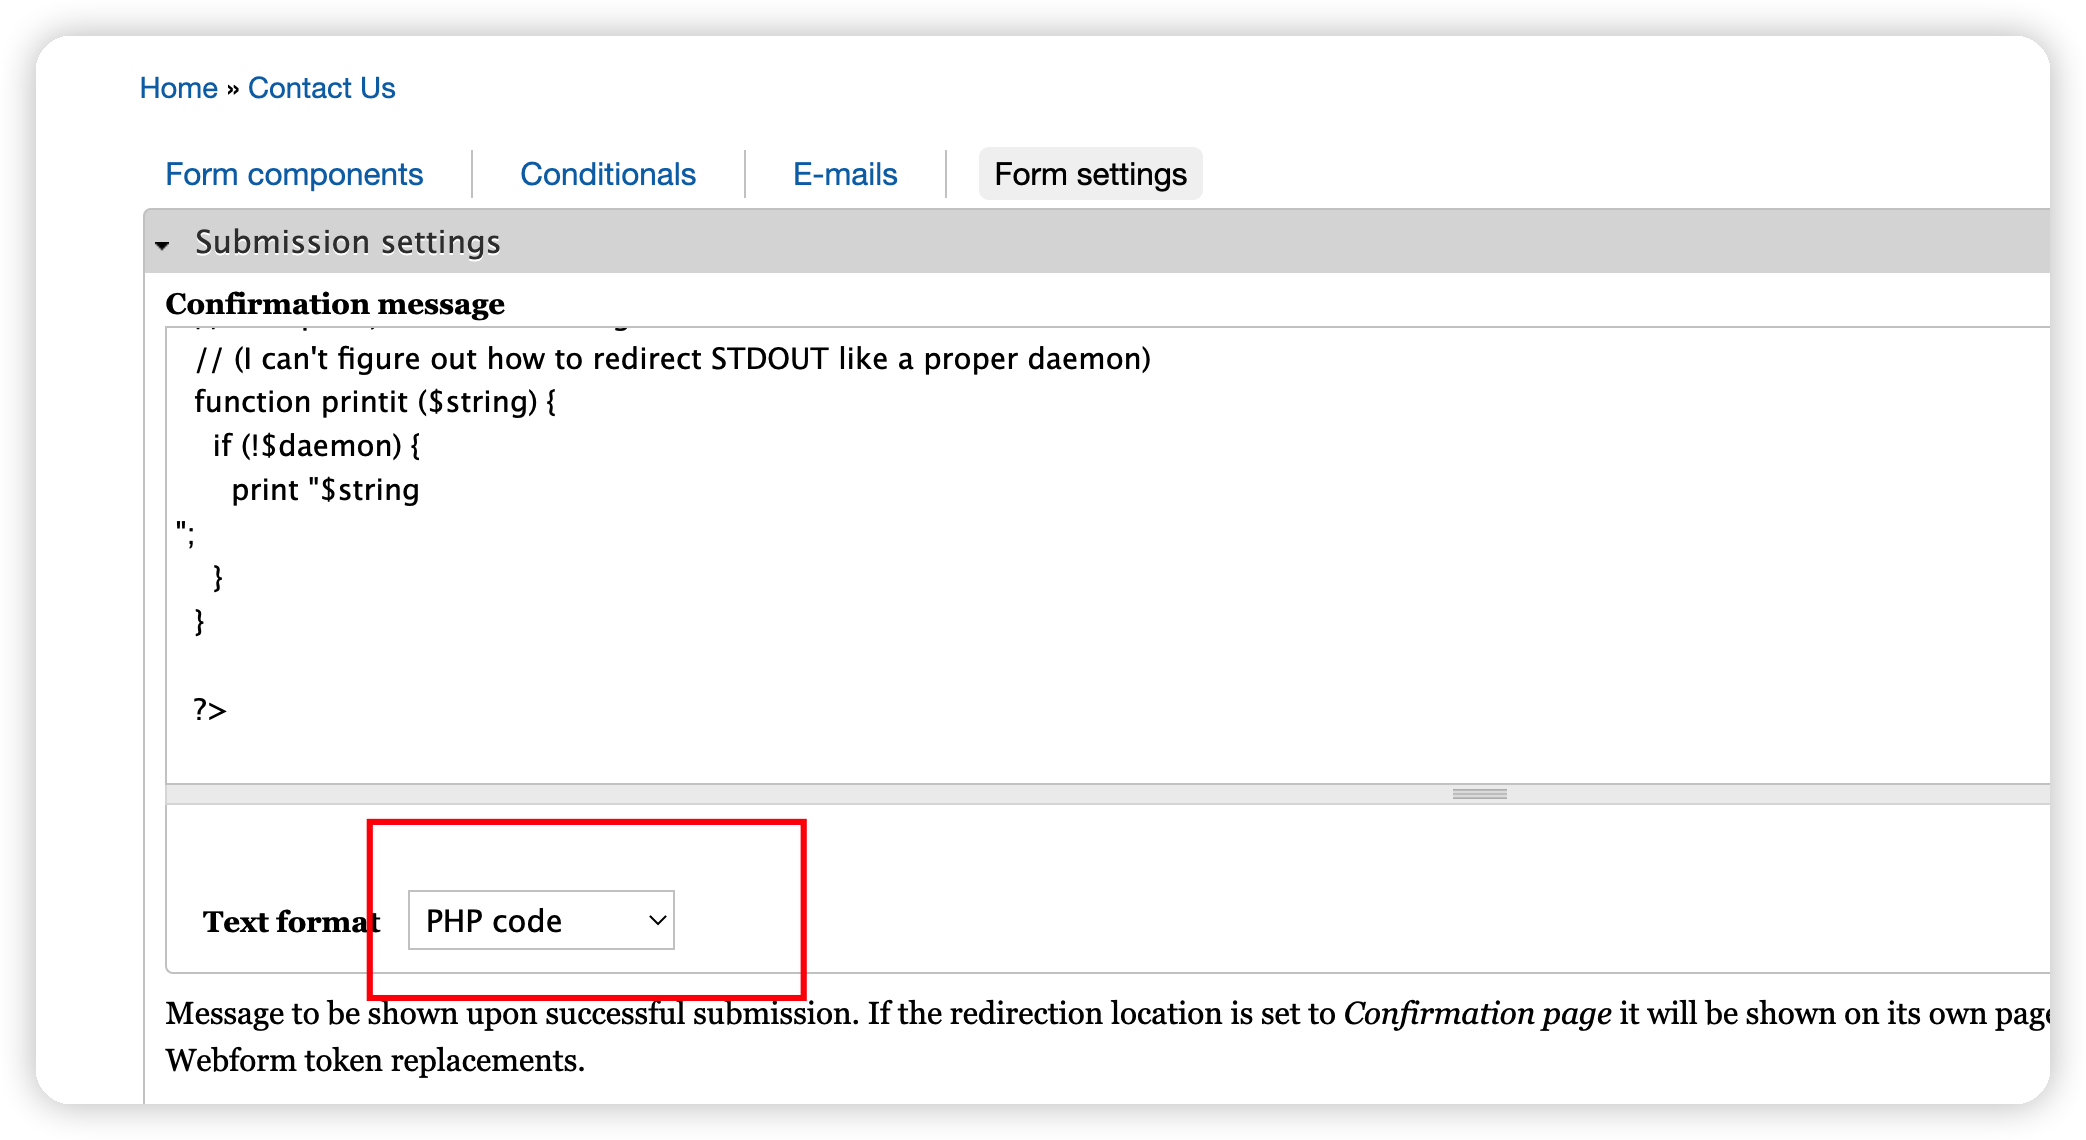 Home » Contact Us
Form components
Conditionals
E-mails
Form settings
Submission settings
Confirmation message
// (I can't figure out how to redirect STDOUT like a proper daemon)
function printit ($string) {
if (!$daemon) {
print "$string
";
}
}
?>
Text format
PHP code
Message to be shown upon successful submission. If the redirection location is set to Confirmation page it will be shown on its own page
Webform token replacements.